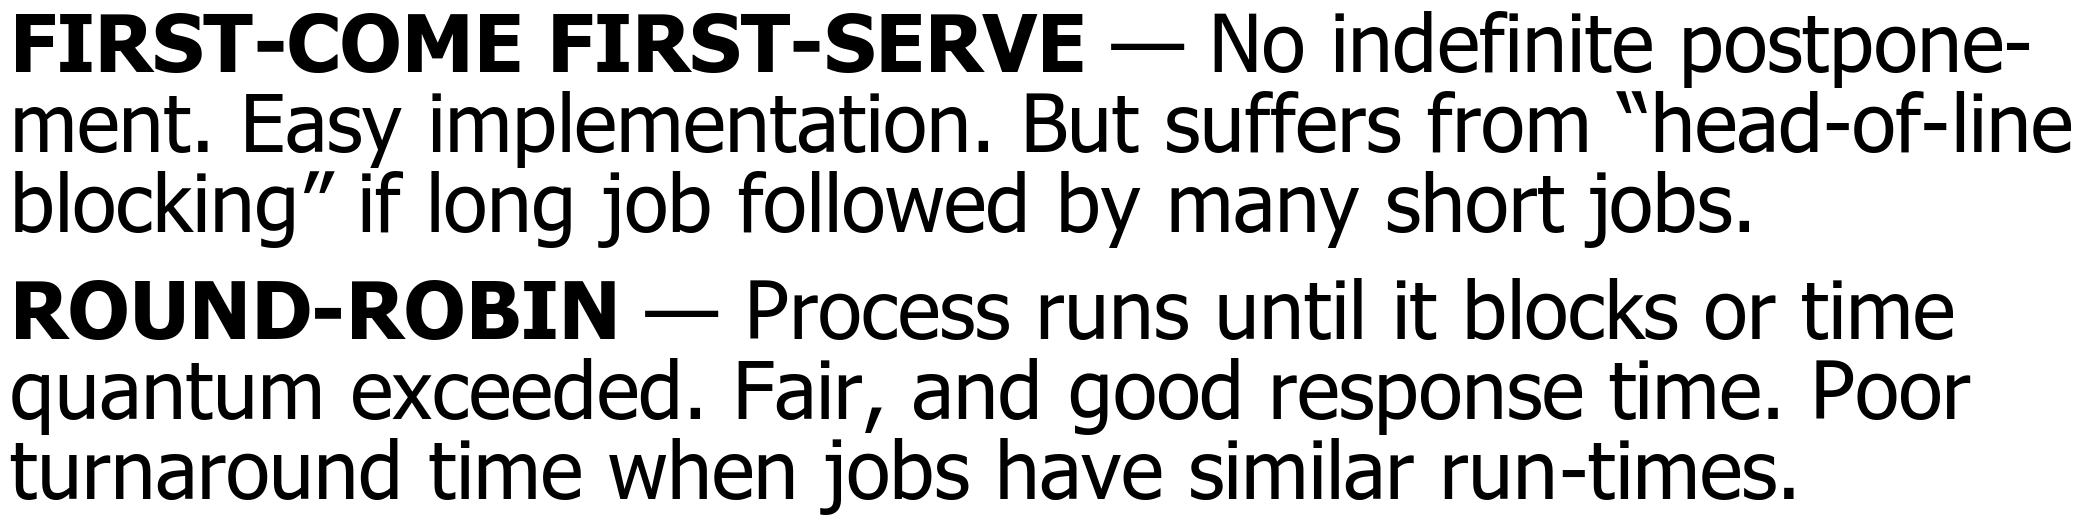 FIRST-COME FIRST-SERVE — No indefinite postpone-
ment. Easy implementation. But suffers from “head-of-line
blocking” if long job followed by many short jobs.
ROUND-ROBIN — Process runs until it blocks or time
quantum exceeded. Fair, and good response time. Poor
turnaround time when jobs have similar run-times.